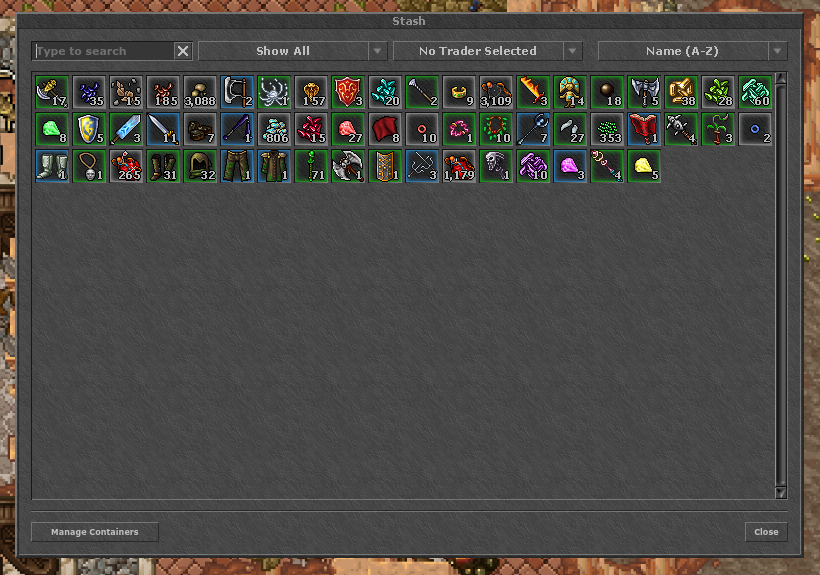 Stash
Type to search Show All No Trader Selected Name (A-Z)
17 35 15 185 3,088 2 1 157 3 20 2 9 3,109 3 14 18 5 38 28 60
8 5 3 11 7 1 806 15 27 8 10 1 10 7 27 353 1 4 3 2
1 1 265 31 32 1 1 71 1 1 3 1,179 1 10 3 4 5
Manage Containers Close